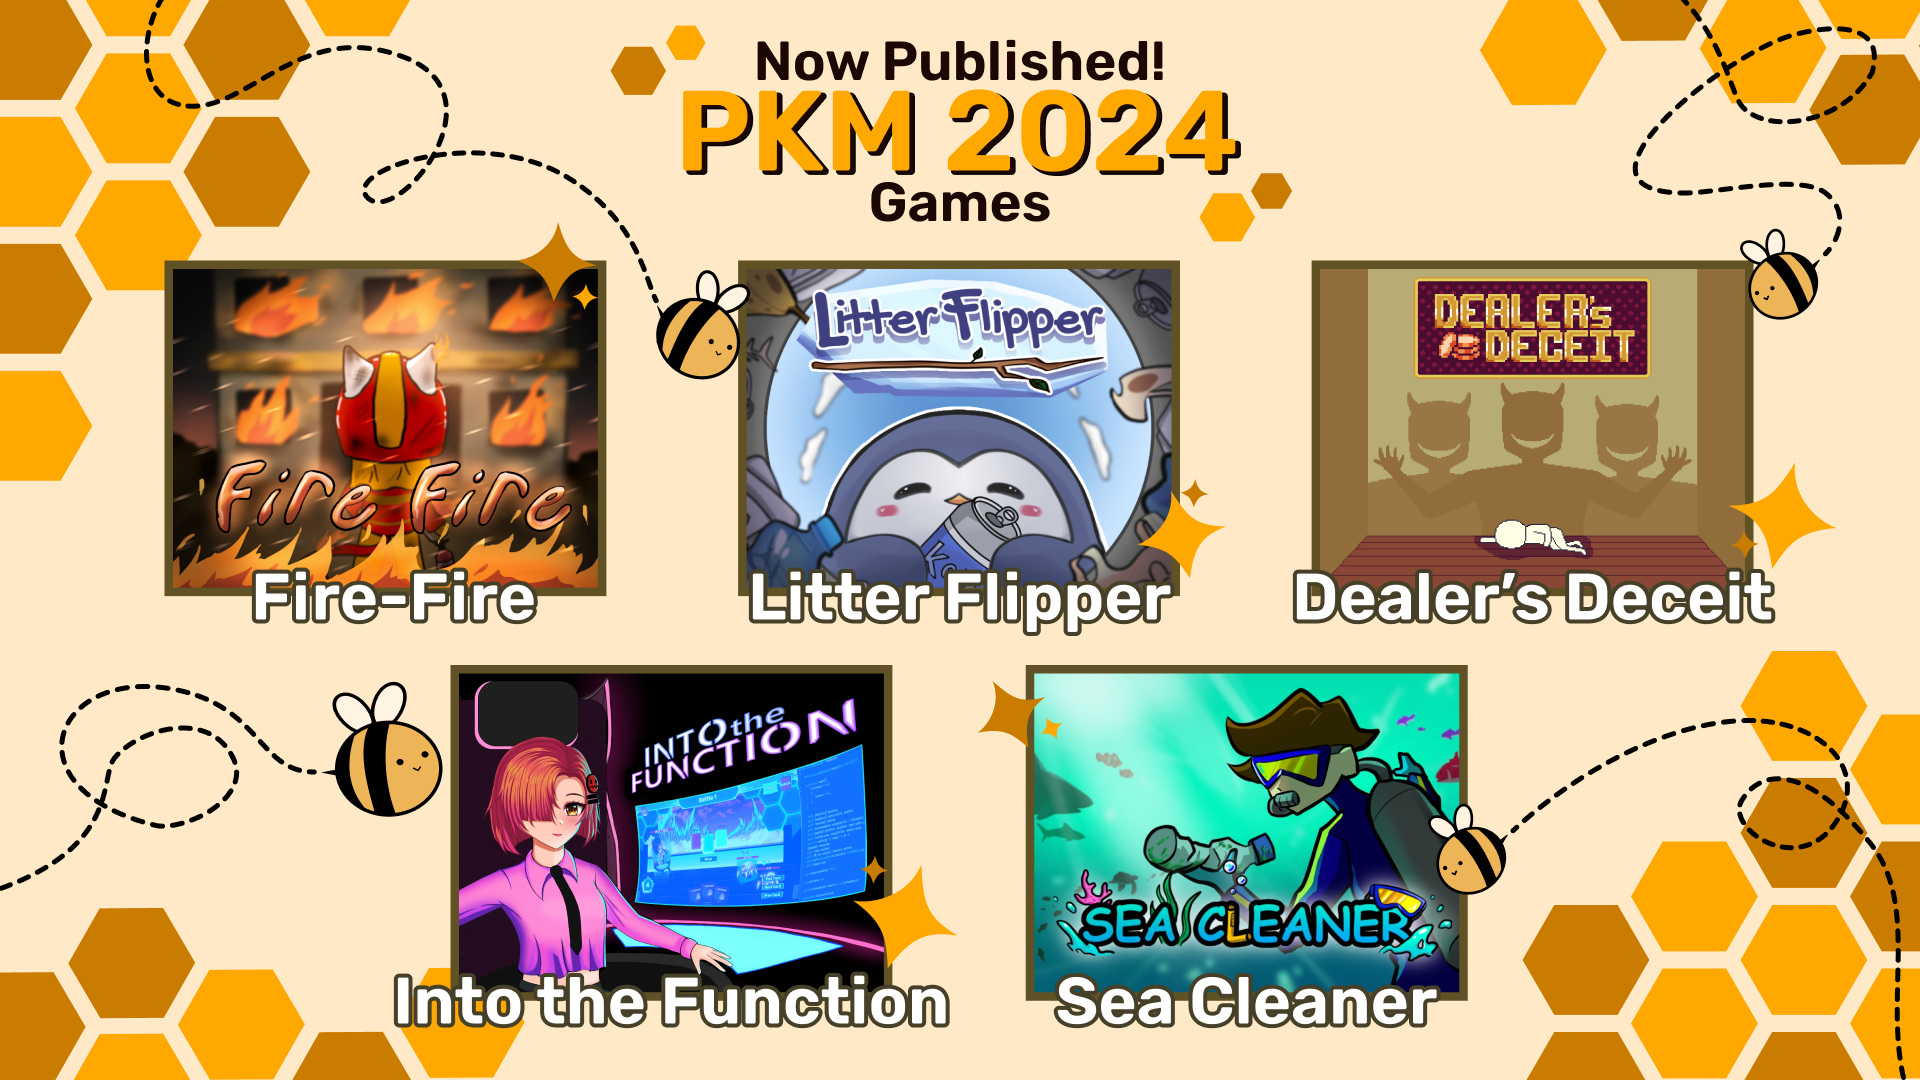 Now Published!
PKM 2024
Games
Fire Fire
Fire-Fire
Litter Flipper
Litter Flipper
DEALER's
DECEIT
Dealer's Deceit
INTO the
FUNCTION
Into the Function
SEA CLEANER
Sea Cleaner